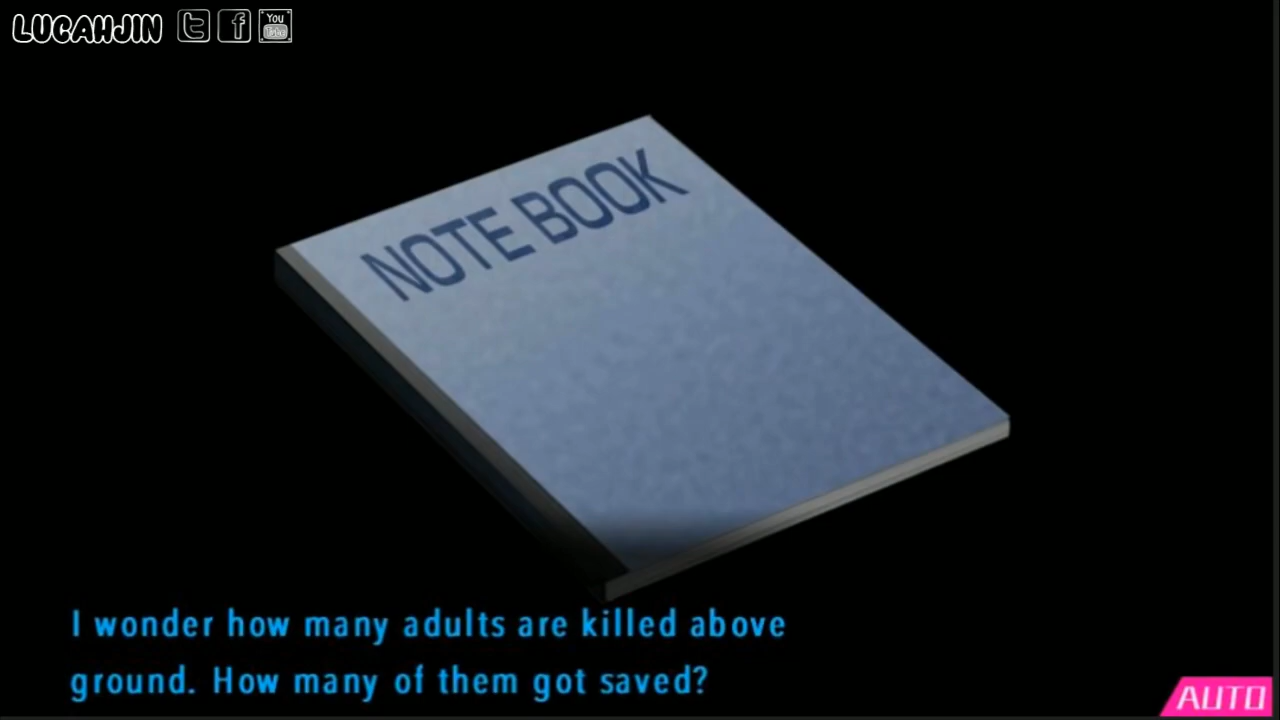 LUCAHJIN
You
Tube
NOTE BOOK
I wonder how many adults are killed above
ground. How many of them got saved?
AUTO